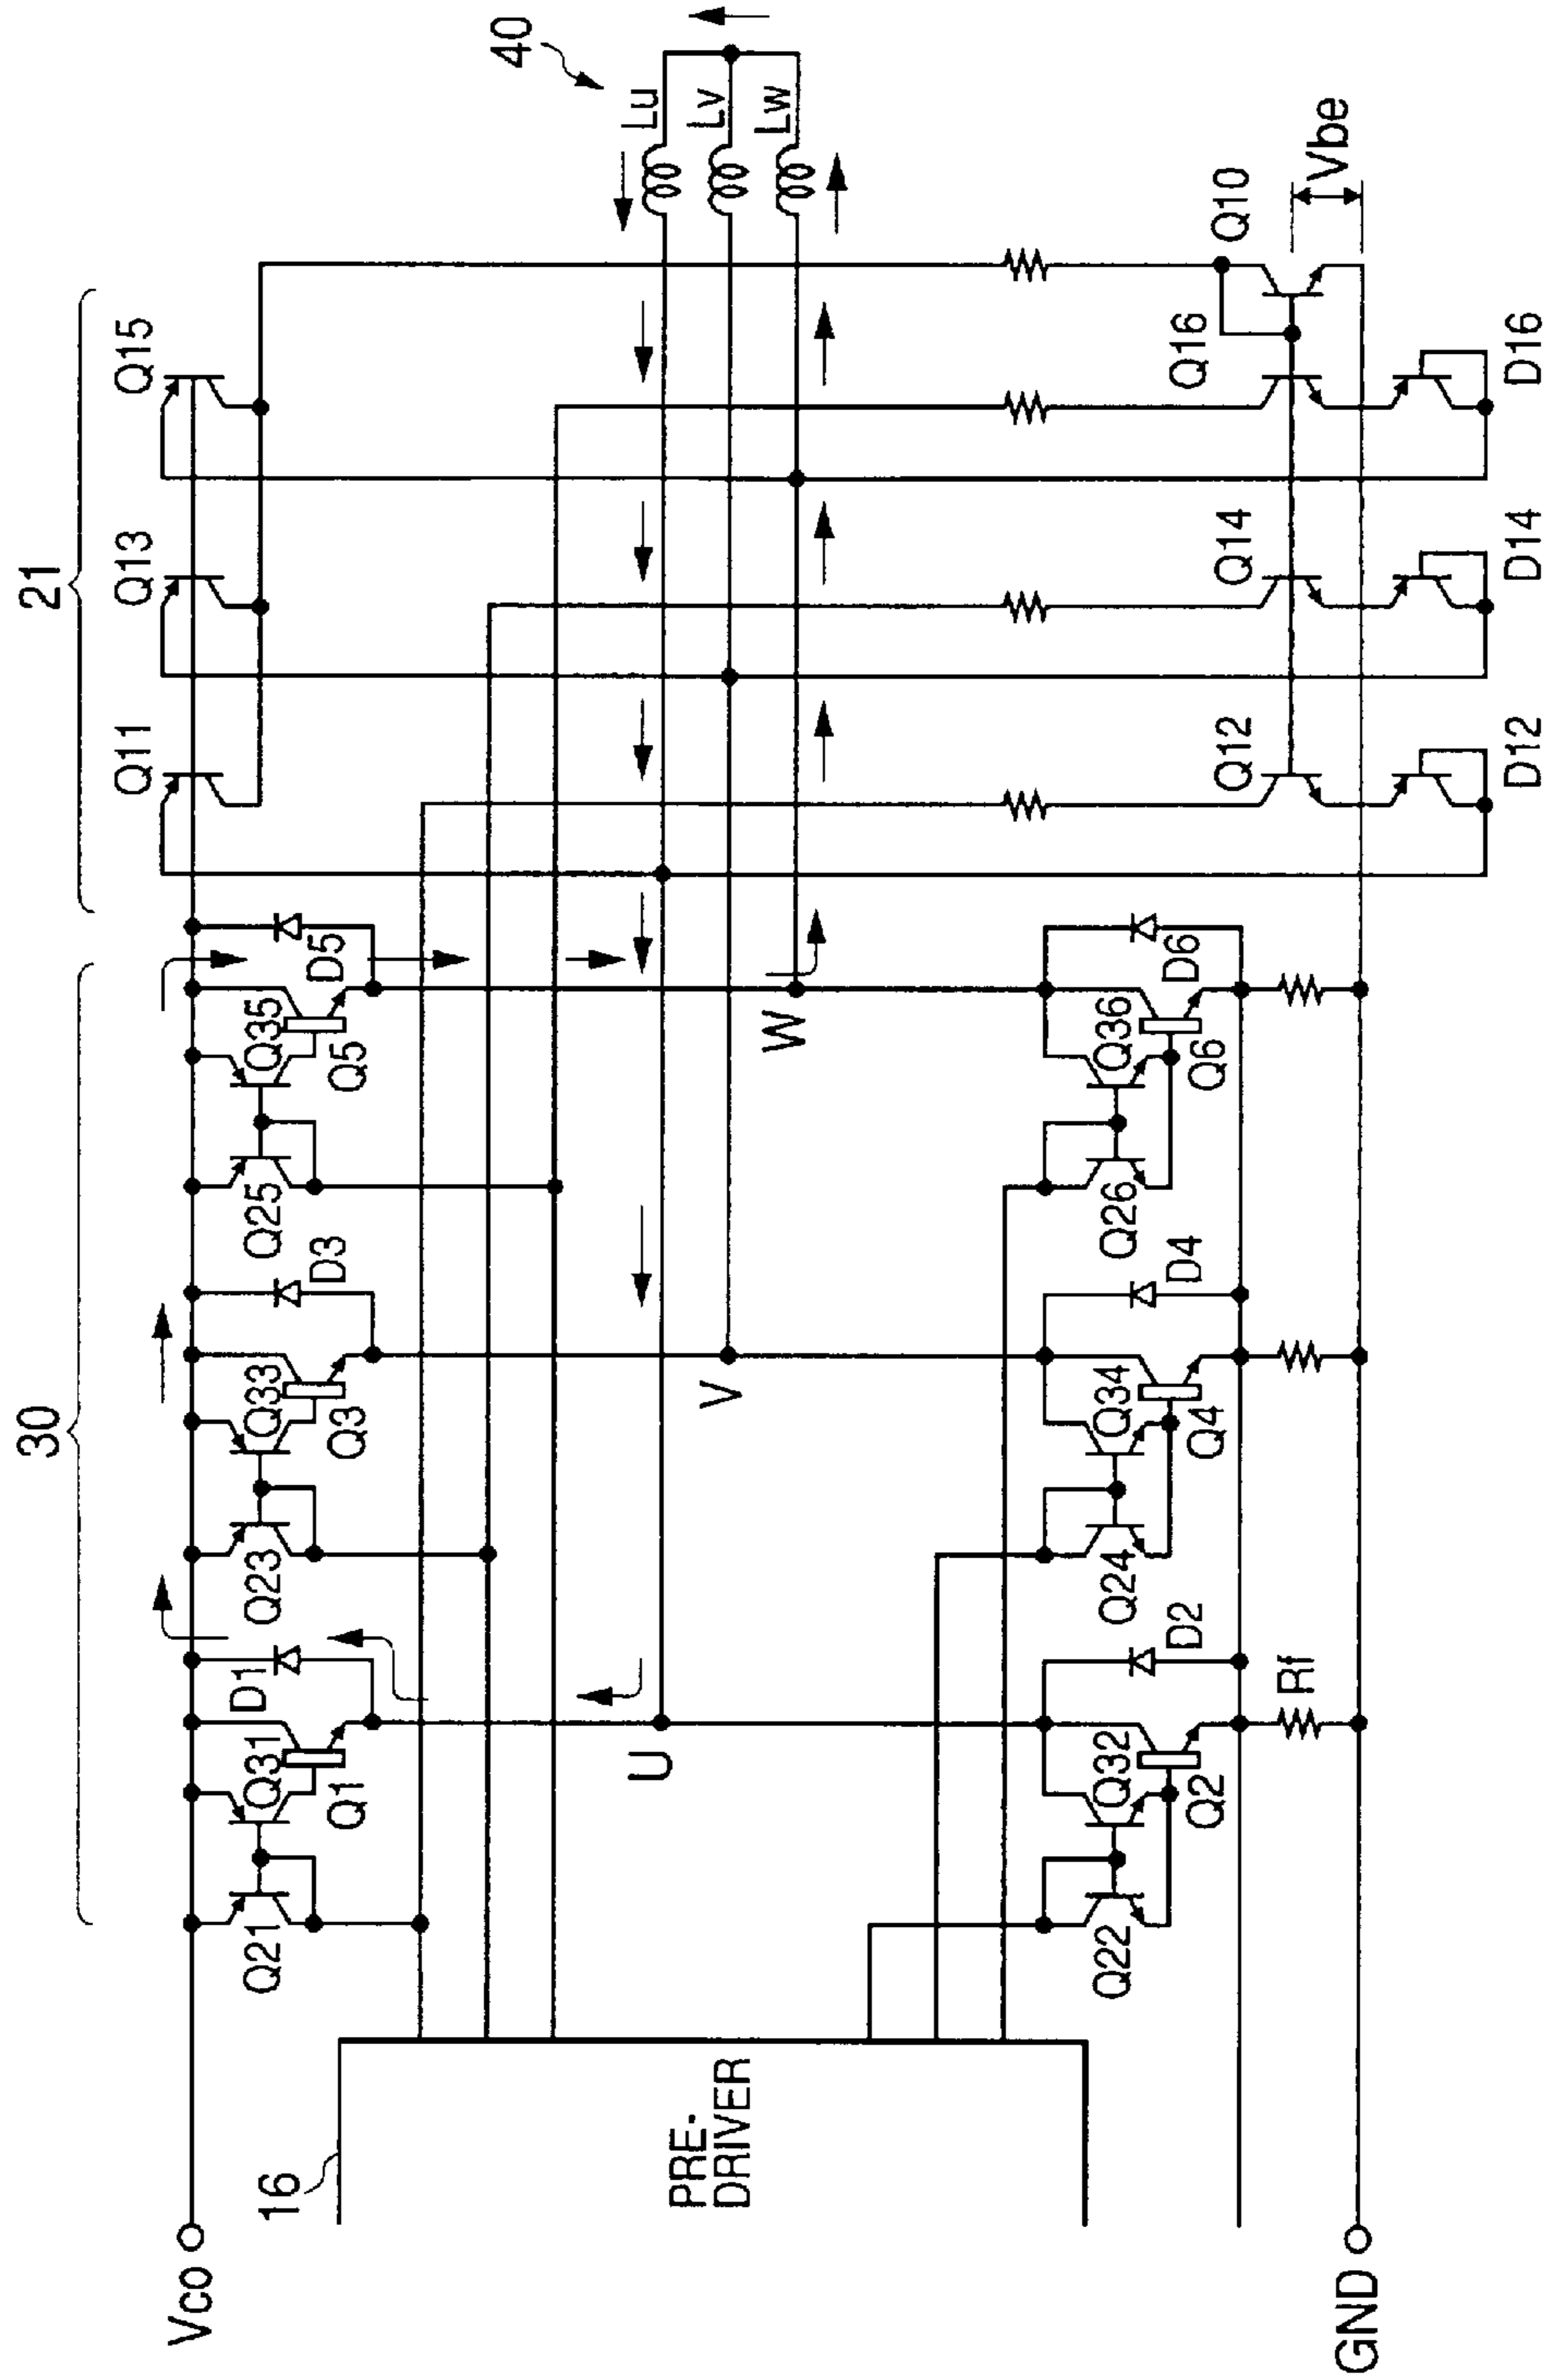 30
21
40
Vco
GND
16
PRE-
DRIVER
Q21
Q31
Q1
D1
Q23
Q33
Q3
D3
Q25
Q35
Q5
D5
Q11
Q13
Q15
U
V
W
Lu
Lv
Lw
Q22
Q32
Q2
D2
Rf
Q24
Q34
Q4
D4
Q26
Q36
Q6
D6
Q12
Q14
Q16
Q10
Vbe
D12
D14
D16